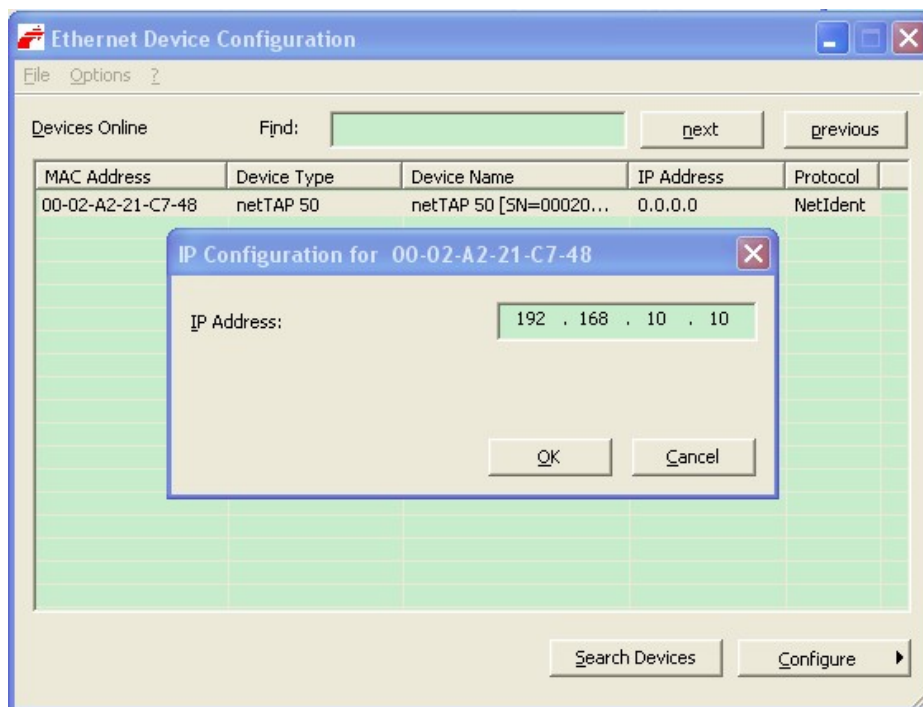 Ethernet Device Configuration
File Options ?
Devices Online Find: next previous
MAC Address Device Type Device Name IP Address Protocol
00-02-A2-21-C7-48 netTAP 50 netTAP 50 [SN=00020... 0.0.0.0 NetIdent
IP Configuration for 00-02-A2-21-C7-48
IP Address: 192 . 168 . 10 . 10
OK Cancel
Search Devices Configure